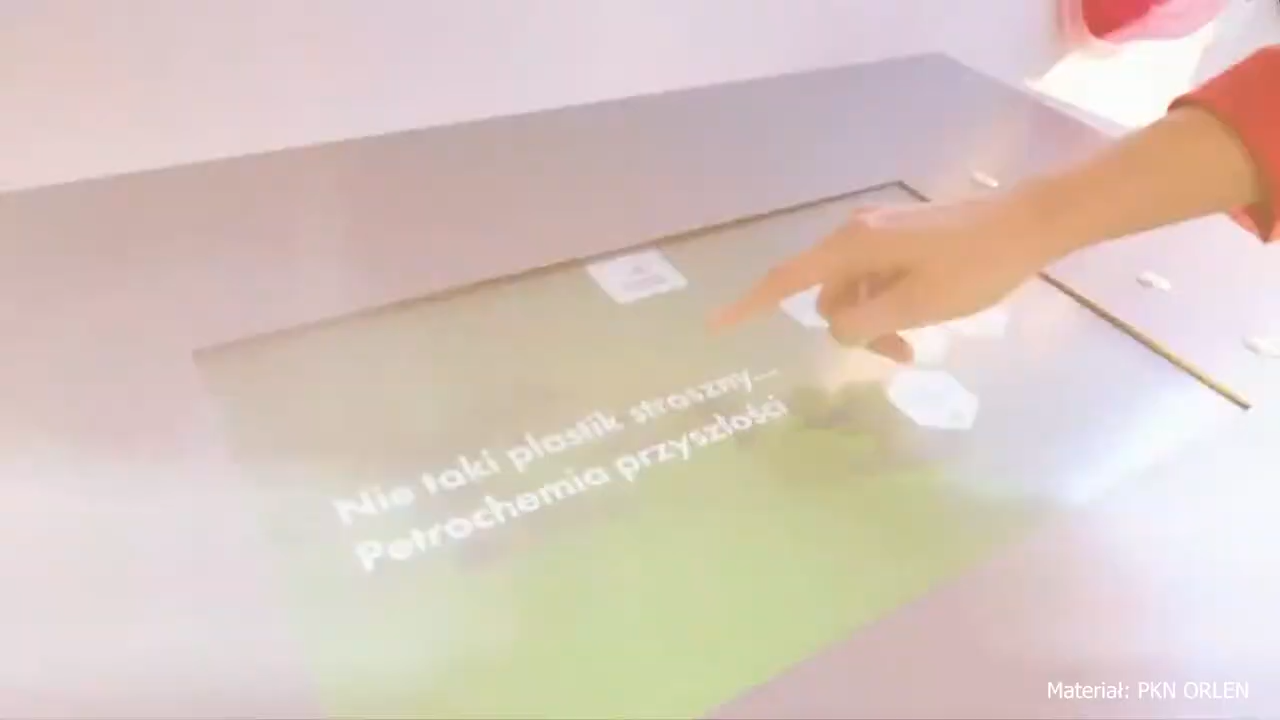 Nie taki plastik straszny...
Petrochemia przyszłości
Materiał: PKN ORLEN